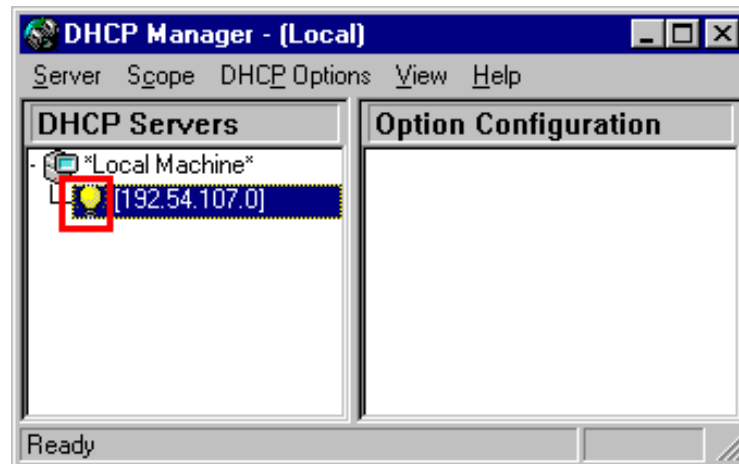 DHCP Manager - (Local)
Server Scope DHCP Options View Help
DHCP Servers
Option Configuration
*Local Machine*
[192.54.107.0]
Ready